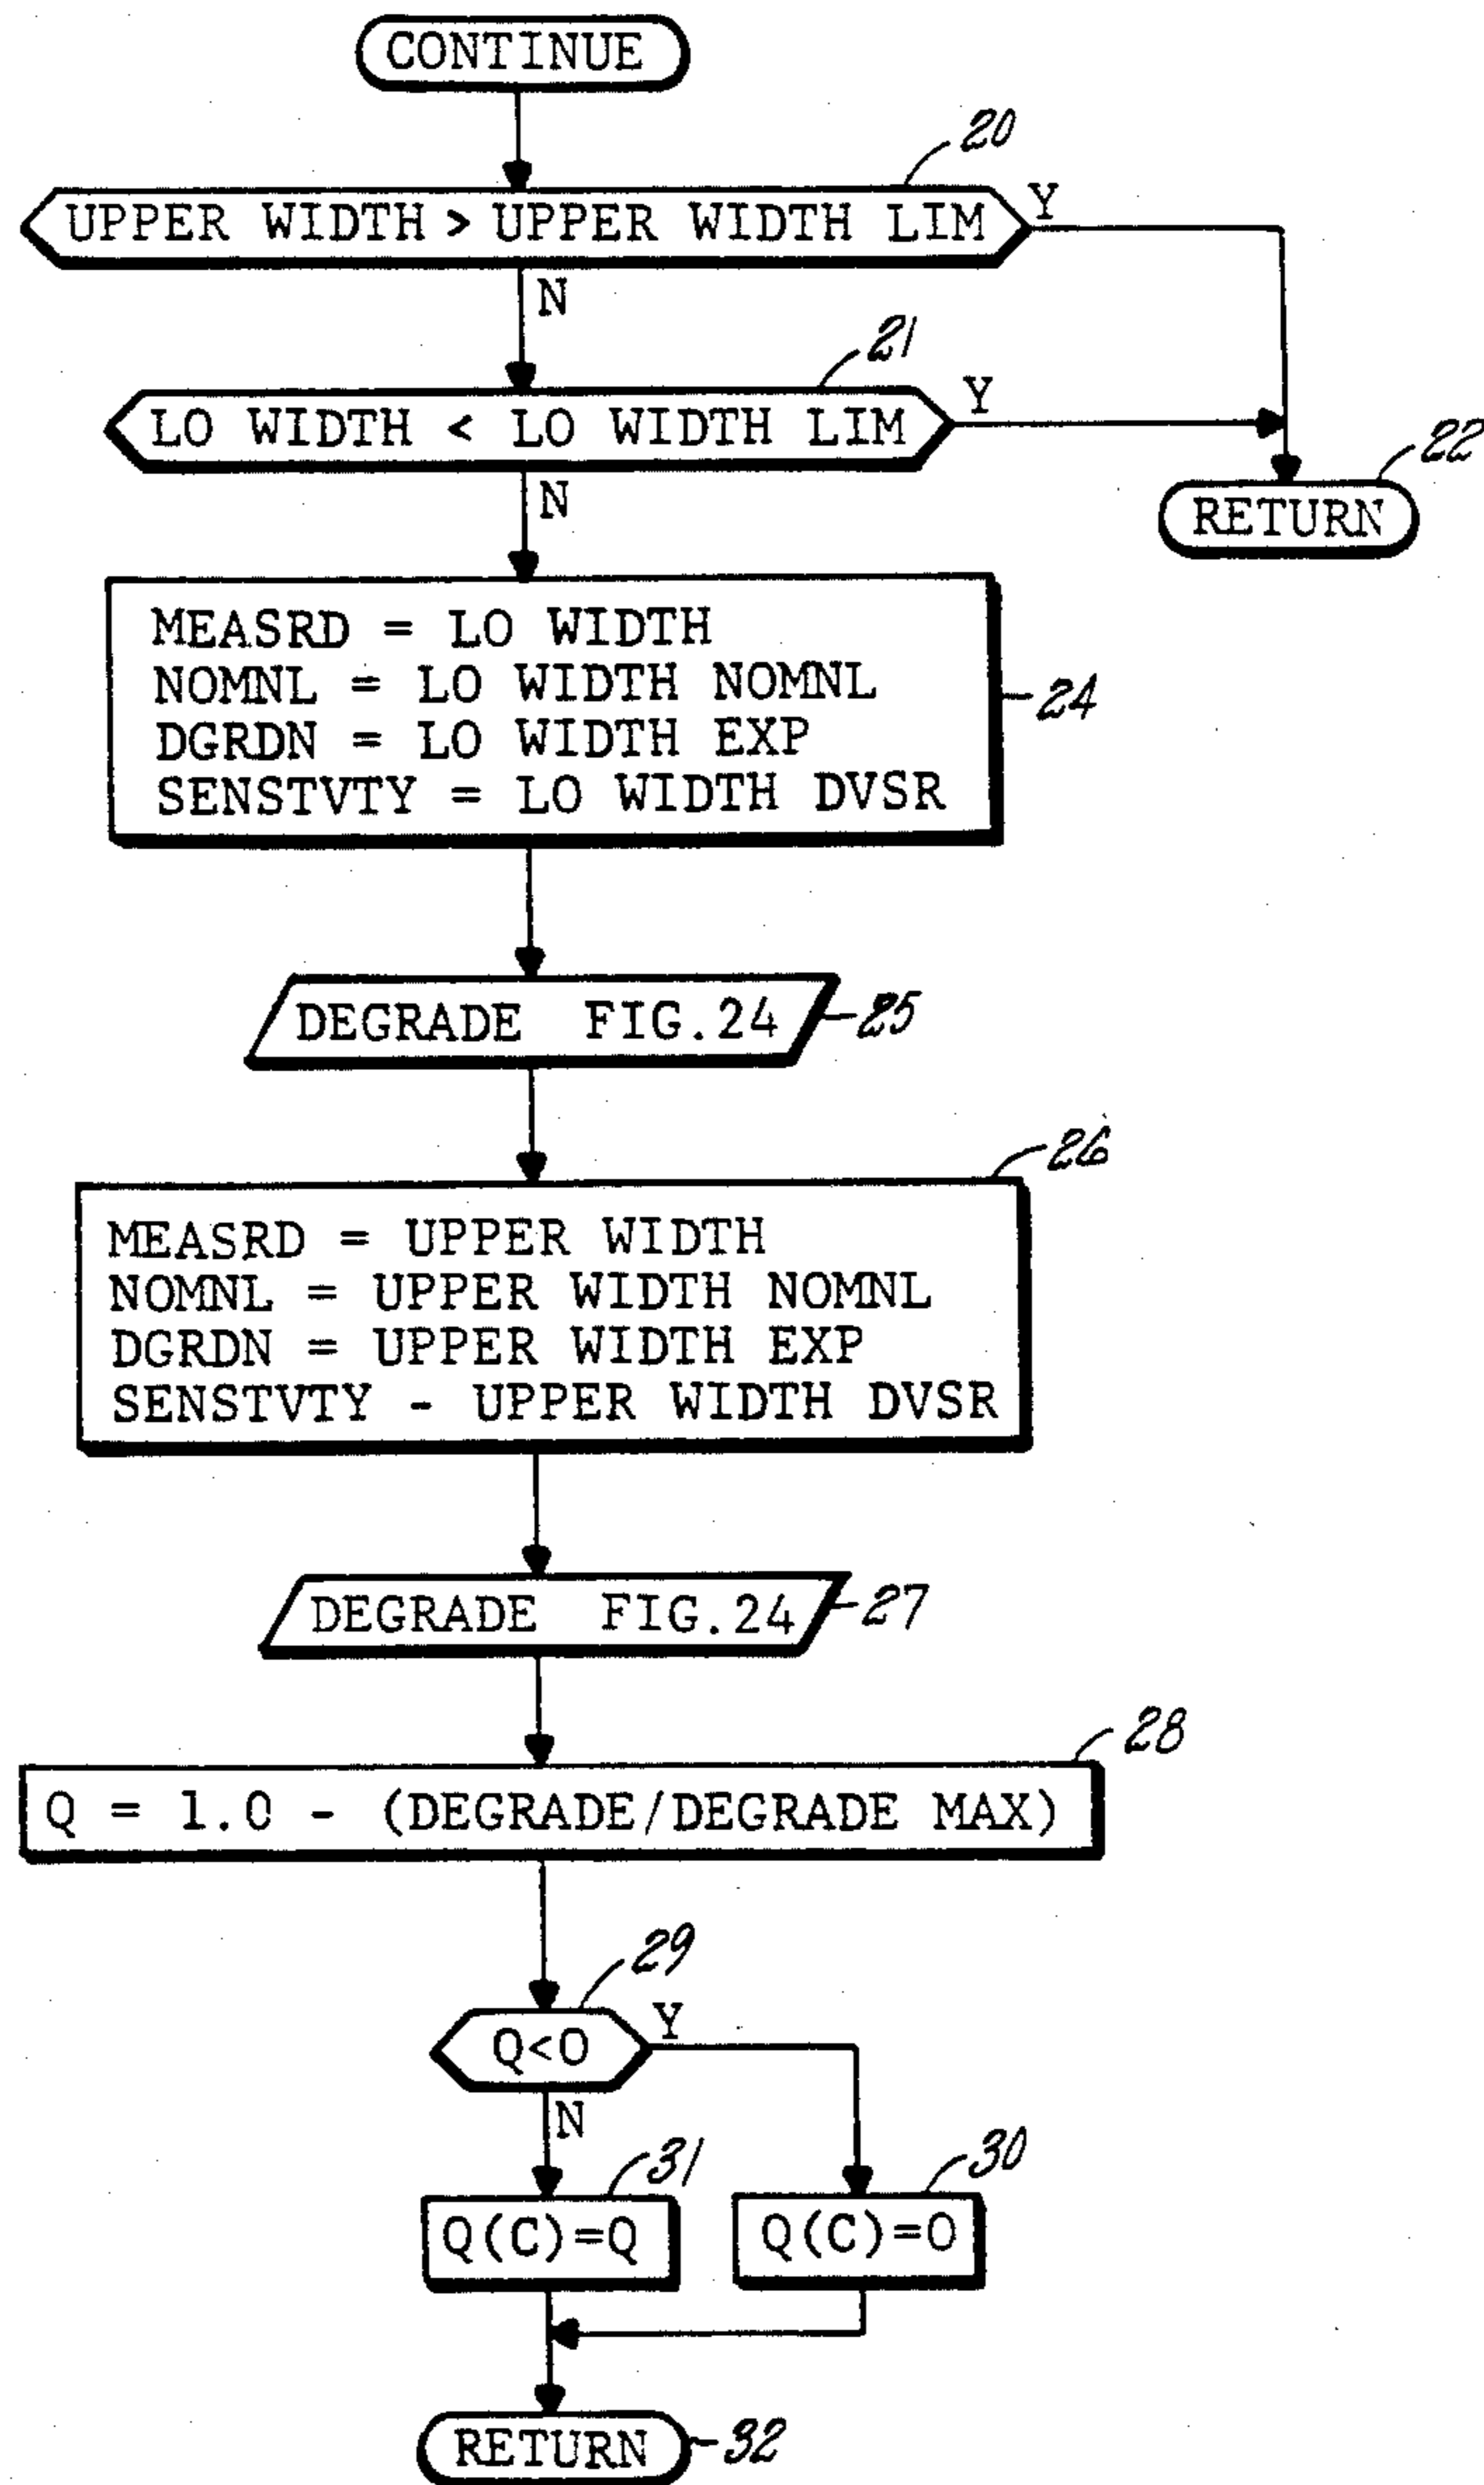 CONTINUE
20
UPPER WIDTH > UPPER WIDTH LIM
Y
N
21
LO WIDTH < LO WIDTH LIM
Y
N
22
RETURN
MEASRD = LO WIDTH
NOMNL = LO WIDTH NOMNL
DGRDN = LO WIDTH EXP
SENSTVTY = LO WIDTH DVSR
24
DEGRADE FIG.24
25
26
MEASRD = UPPER WIDTH
NOMNL = UPPER WIDTH NOMNL
DGRDN = UPPER WIDTH EXP
SENSTVTY - UPPER WIDTH DVSR
DEGRADE FIG.24
27
28
Q = 1.0 - (DEGRADE/DEGRADE MAX)
29
Q<0
Y
N
31
Q(C)=Q
30
Q(C)=0
RETURN
32